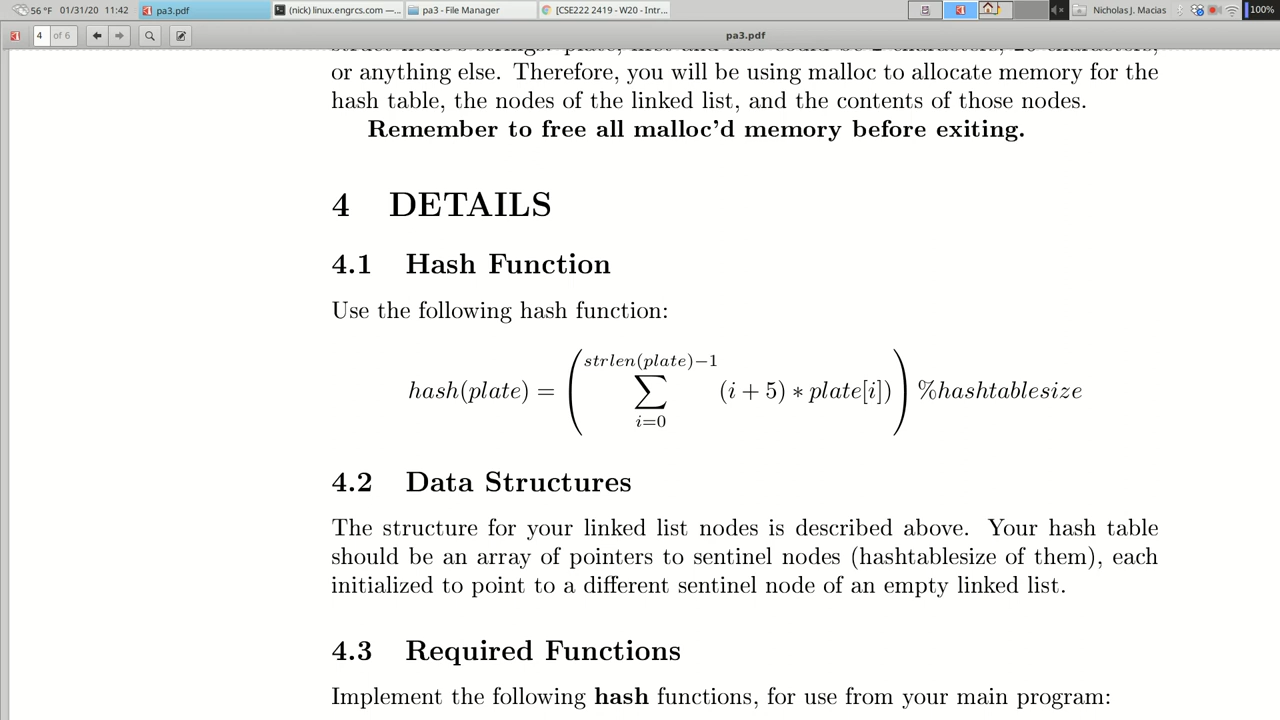 56 °F 01/31/20 11:42 pa3.pdf (nick) linux.engrcs.com —... pa3 - File Manager [CSE222 2419 - W20 - Intr... Nicholas J. Macias 100%
4 of 6 pa3.pdf
or anything else. Therefore, you will be using malloc to allocate memory for the
hash table, the nodes of the linked list, and the contents of those nodes.
Remember to free all malloc'd memory before exiting.
4 DETAILS
4.1 Hash Function
Use the following hash function:
hash(plate) = ( ∑_{i=0}^{strlen(plate)−1} (i + 5) ∗ plate[i]) ) %hashtablesize
4.2 Data Structures
The structure for your linked list nodes is described above. Your hash table
should be an array of pointers to sentinel nodes (hashtablesize of them), each
initialized to point to a different sentinel node of an empty linked list.
4.3 Required Functions
Implement the following hash functions, for use from your main program: